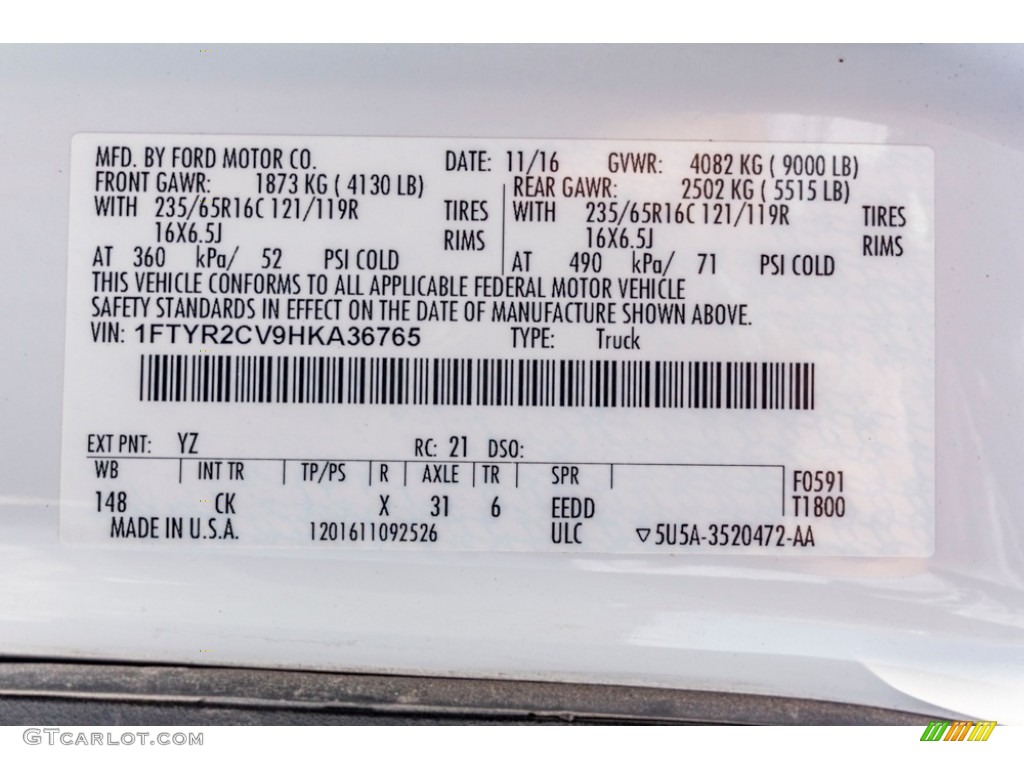 MFD. BY FORD MOTOR CO. DATE: 11/16 GVWR: 4082 KG ( 9000 LB)
FRONT GAWR: 1873 KG ( 4130 LB) REAR GAWR: 2502 KG ( 5515 LB)
WITH 235/65R16C 121/119R TIRES WITH 235/65R16C 121/119R TIRES
16X6.5J RIMS 16X6.5J RIMS
AT 360 kPa/ 52 PSI COLD AT 490 kPa/ 71 PSI COLD
THIS VEHICLE CONFORMS TO ALL APPLICABLE FEDERAL MOTOR VEHICLE
SAFETY STANDARDS IN EFFECT ON THE DATE OF MANUFACTURE SHOWN ABOVE.
VIN: 1FTYR2CV9HKA36765 TYPE: Truck
EXT PNT: YZ RC: 21 DSO:
WB INT TR TP/PS R AXLE TR SPR F0591
148 CK X 31 6 EEDD T1800
MADE IN U.S.A. 1201611092526 ULC ▽5U5A-3520472-AA
GTCARLOT.COM